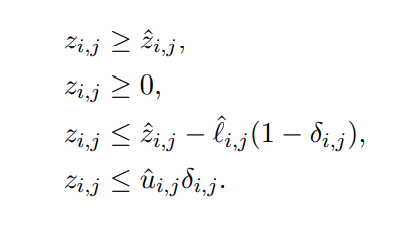 z_{i,j} ≥ ẑ_{i,j},
z_{i,j} ≥ 0,
z_{i,j} ≤ ẑ_{i,j} − ℓ̂_{i,j}(1 − δ_{i,j}),
z_{i,j} ≤ û_{i,j}δ_{i,j}.